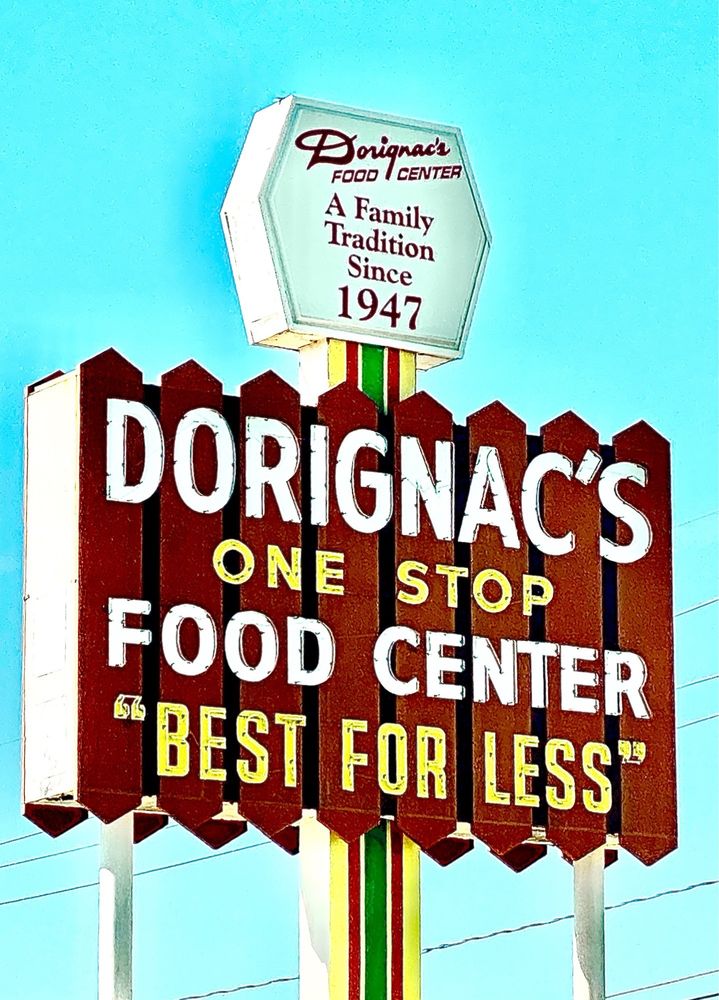 Dorignac's
FOOD CENTER
A Family
Tradition
Since
1947
DORIGNAC'S
ONE STOP
FOOD CENTER
"BEST FOR LESS"